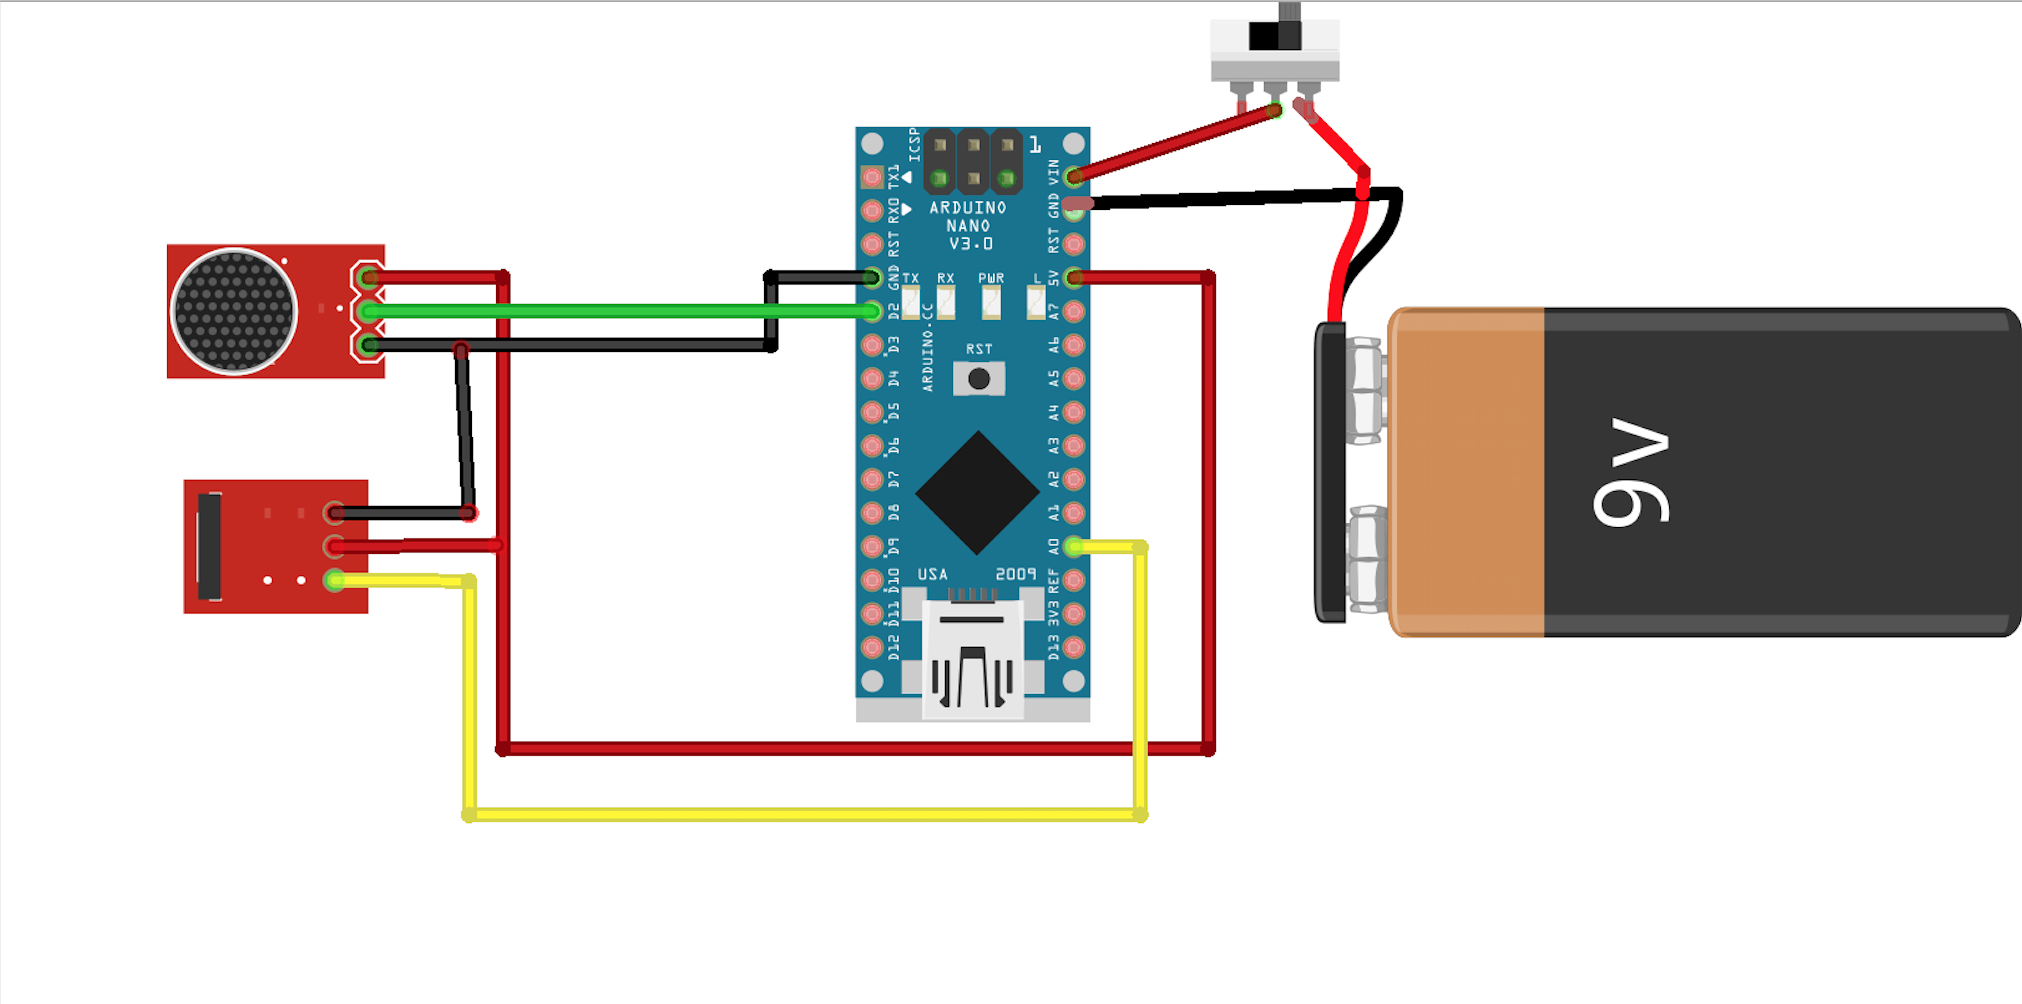 ICSP
1
TX1
RX0
RST
GND
D2
D3
D4
D5
D6
D7
D8
D9
D10
D11
D12
ARDUINO
NANO
V3.0
TX
RX
PWR
L
ARDUINO.CC
RST
USA
2009
VIN
GND
RST
5V
A7
A6
A5
A4
A3
A2
A1
A0
REF
3V3
D13
9v